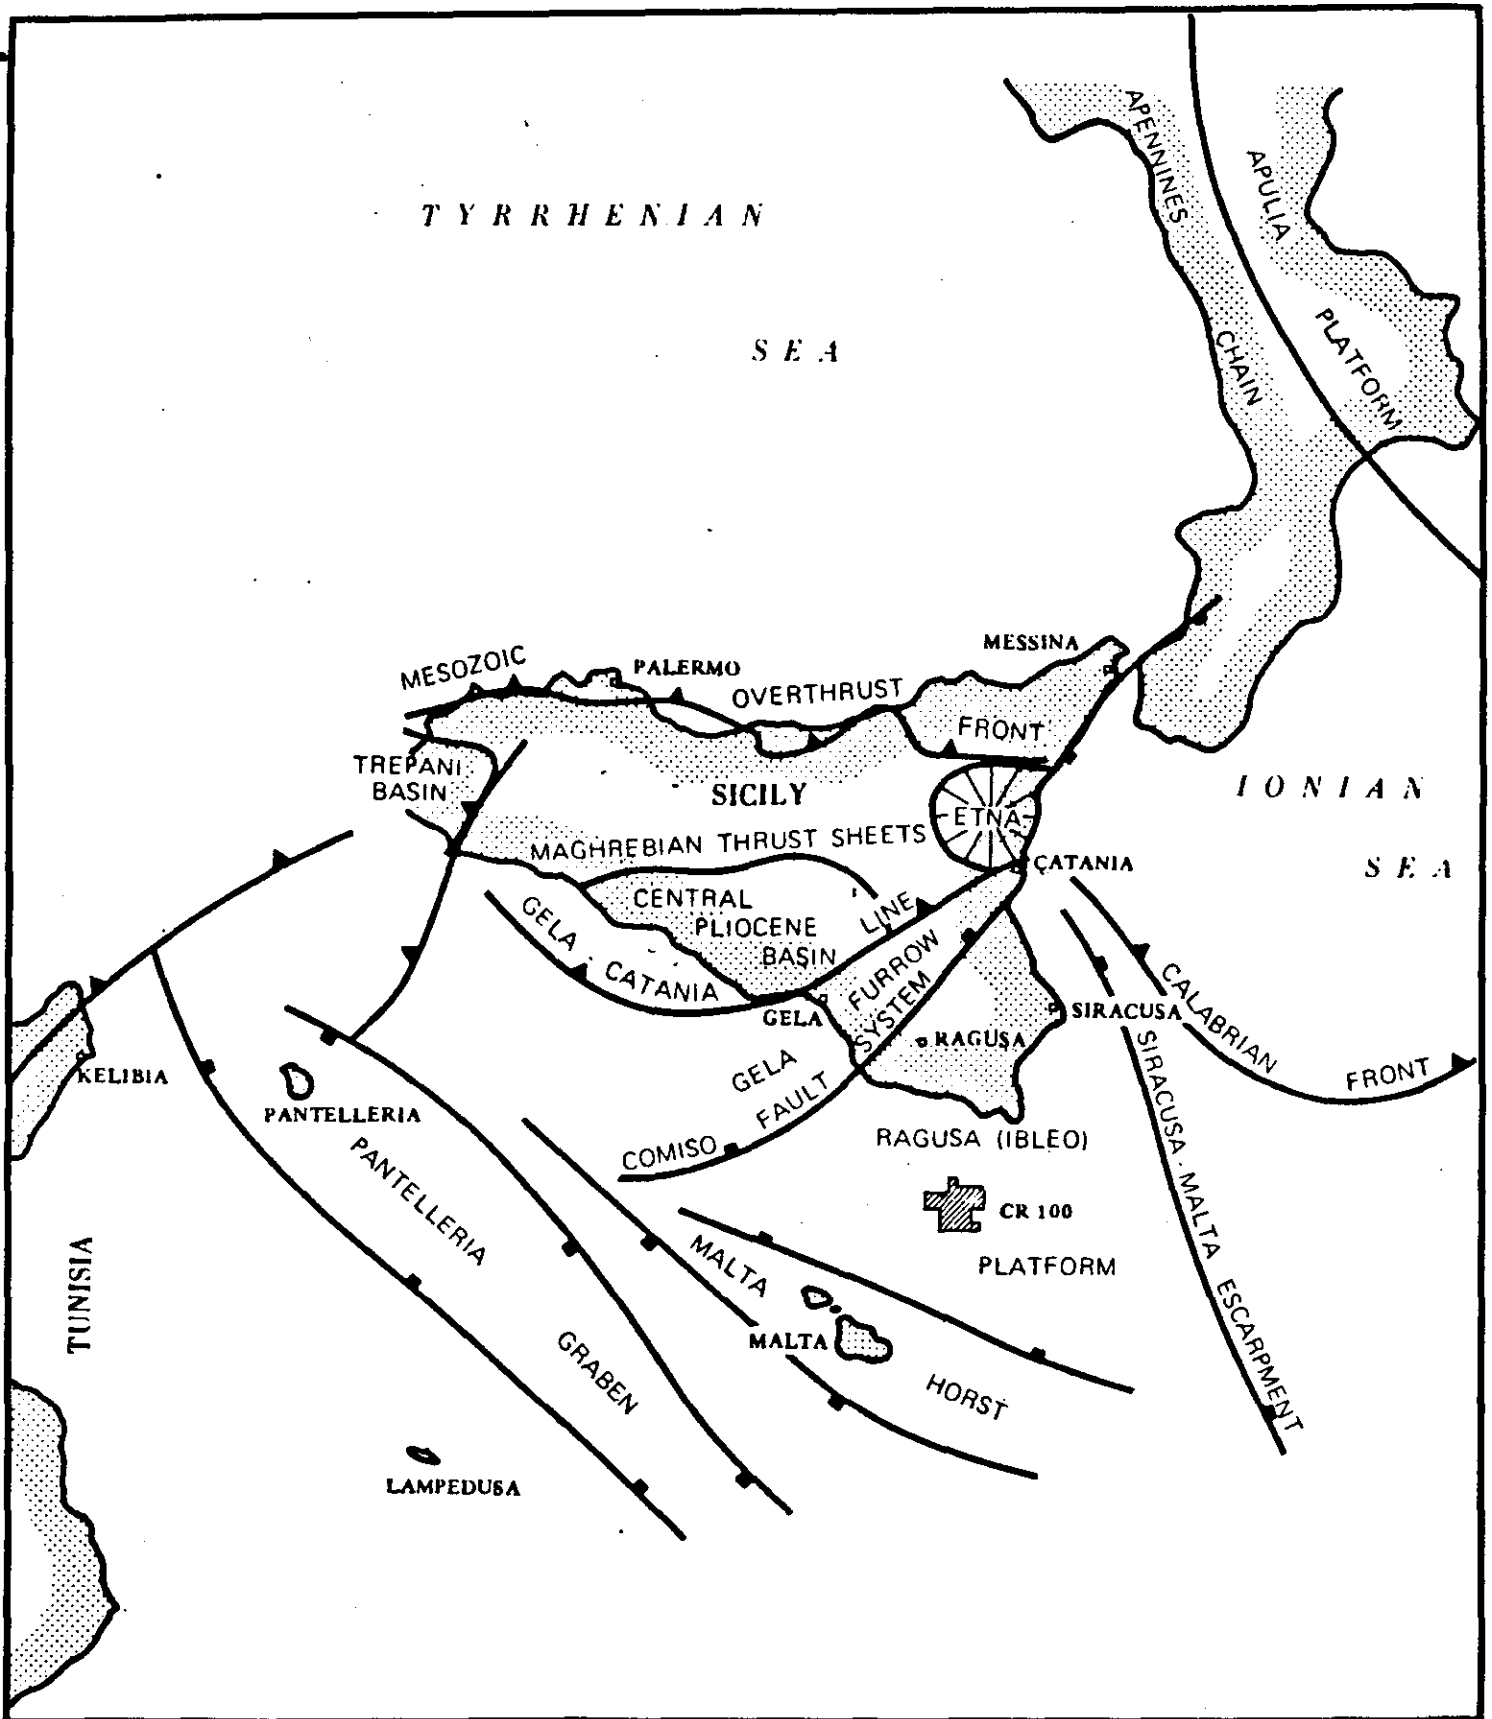 TYRRHENIAN
SEA
APENNINES
CHAIN
APULIA
PLATFORM
MESSINA
MESOZOIC
PALERMO
OVERTHRUST
FRONT
TREPANI
BASIN
SICILY
ETNA
IONIAN
SEA
MAGHREBIAN THRUST SHEETS
CATANIA
CENTRAL
PLIOCENE
BASIN
GELA - CATANIA
LINE
GELA
FURROW
SYSTEM
SIRACUSA
RAGUSA
CALABRIAN
FRONT
KELIBIA
PANTELLERIA
GELA
COMISO
FAULT
RAGUSA (IBLEO)
CR 100
PLATFORM
SIRACUSA - MALTA ESCARPMENT
PANTELLERIA
GRABEN
MALTA
MALTA
HORST
TUNISIA
LAMPEDUSA